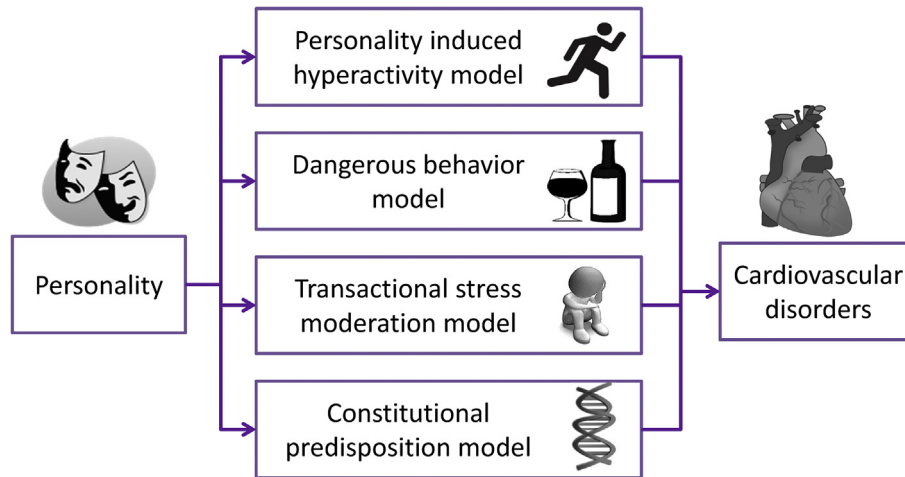 Personality induced
hyperactivity model
Dangerous behavior
model
Personality
Transactional stress
moderation model
Cardiovascular
disorders
Constitutional
predisposition model